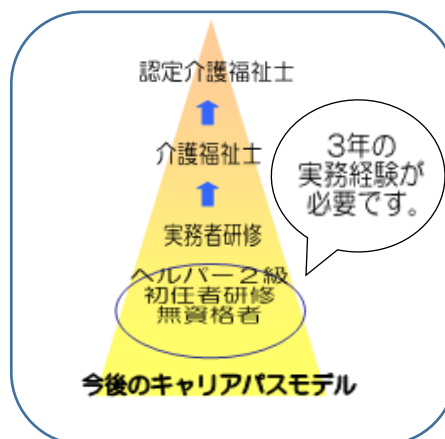 認定介護福祉士
介護福祉士
3年の
実務経験が
必要です。
実務者研修
ヘルパー２級
初任者研修
無資格者
今後のキャリアパスモデル